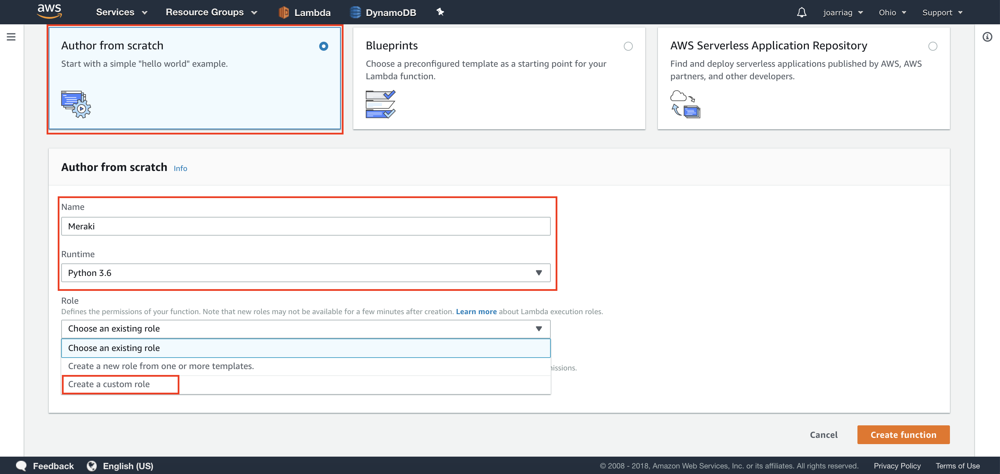 aws Services Resource Groups Lambda DynamoDB joarriag Ohio Support
Author from scratch
Start with a simple "hello world" example.
Blueprints
Choose a preconfigured template as a starting point for your
Lambda function.
AWS Serverless Application Repository
Find and deploy serverless applications published by AWS, AWS
partners, and other developers.
Author from scratch Info
Name
Meraki
Runtime
Python 3.6
Role
Defines the permissions of your function. Note that new roles may not be available for a few minutes after creation. Learn more about Lambda execution roles.
Choose an existing role
Choose an existing role
Create a new role from one or more templates.
Create a custom role
Cancel Create function
Feedback English (US) © 2008 - 2018, Amazon Web Services, Inc. or its affiliates. All rights reserved. Privacy Policy Terms of Use